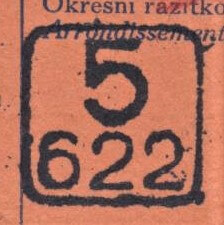 Okresní razítko
Arrondissement
5
622